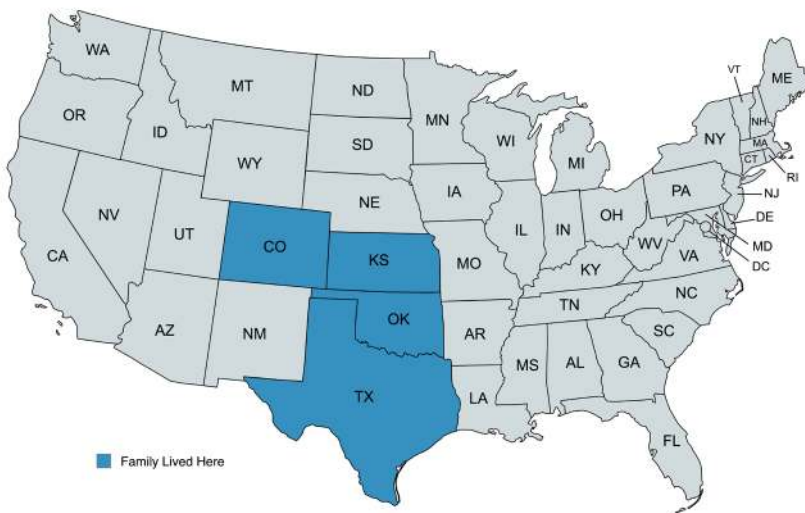 WA
MT
ND
MN
VT
ME
OR
ID
SD
WI
NH
NY
MA
WY
MI
CT
RI
IA
NE
PA
NJ
NV
UT
CO
IL
IN
OH
DE
CA
KS
MO
WV
MD
VA
DC
KY
NC
TN
AZ
NM
OK
AR
SC
MS
AL
GA
TX
LA
FL
Family Lived Here